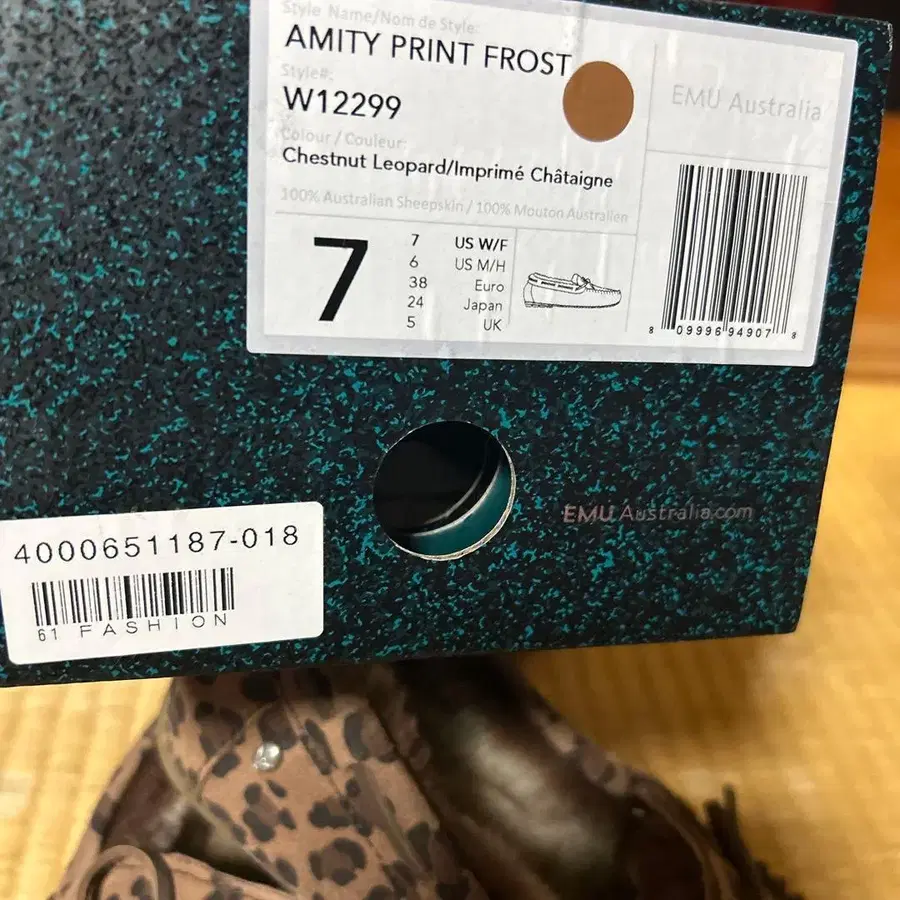 Style Name/Nom de Style:
AMITY PRINT FROST
Style#:
W12299
Colour / Couleur:
Chestnut Leopard/Imprimé Châtaigne
100% Australian Sheepskin / 100% Mouton Australien
EMU Australia
7
7 US W/F
6 US M/H
38 Euro
24 Japan
5 UK
8 09996 94907 8
EMU Australia.com
4000651187-018
61 FASHION